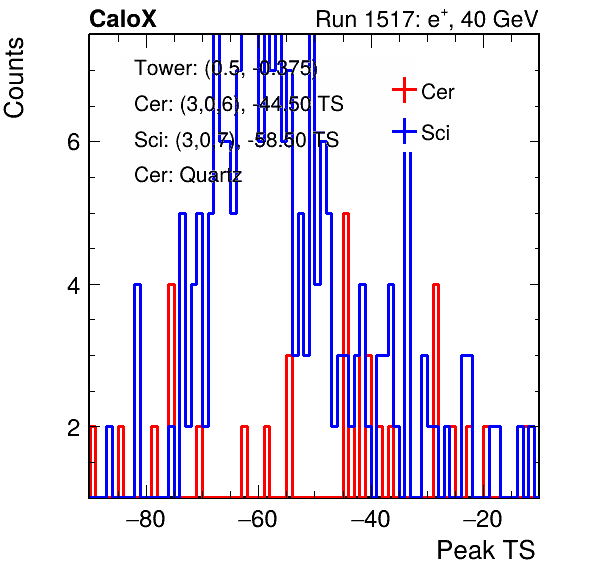 CaloX Run 1517: e+, 40 GeV
Counts
Tower: (0.5, -0.375)
Cer: (3,0,6), -44.50 TS
Sci: (3,0,7), -58.50 TS
Cer: Quartz
Cer
Sci
6
4
2
−80 −60 −40 −20
Peak TS